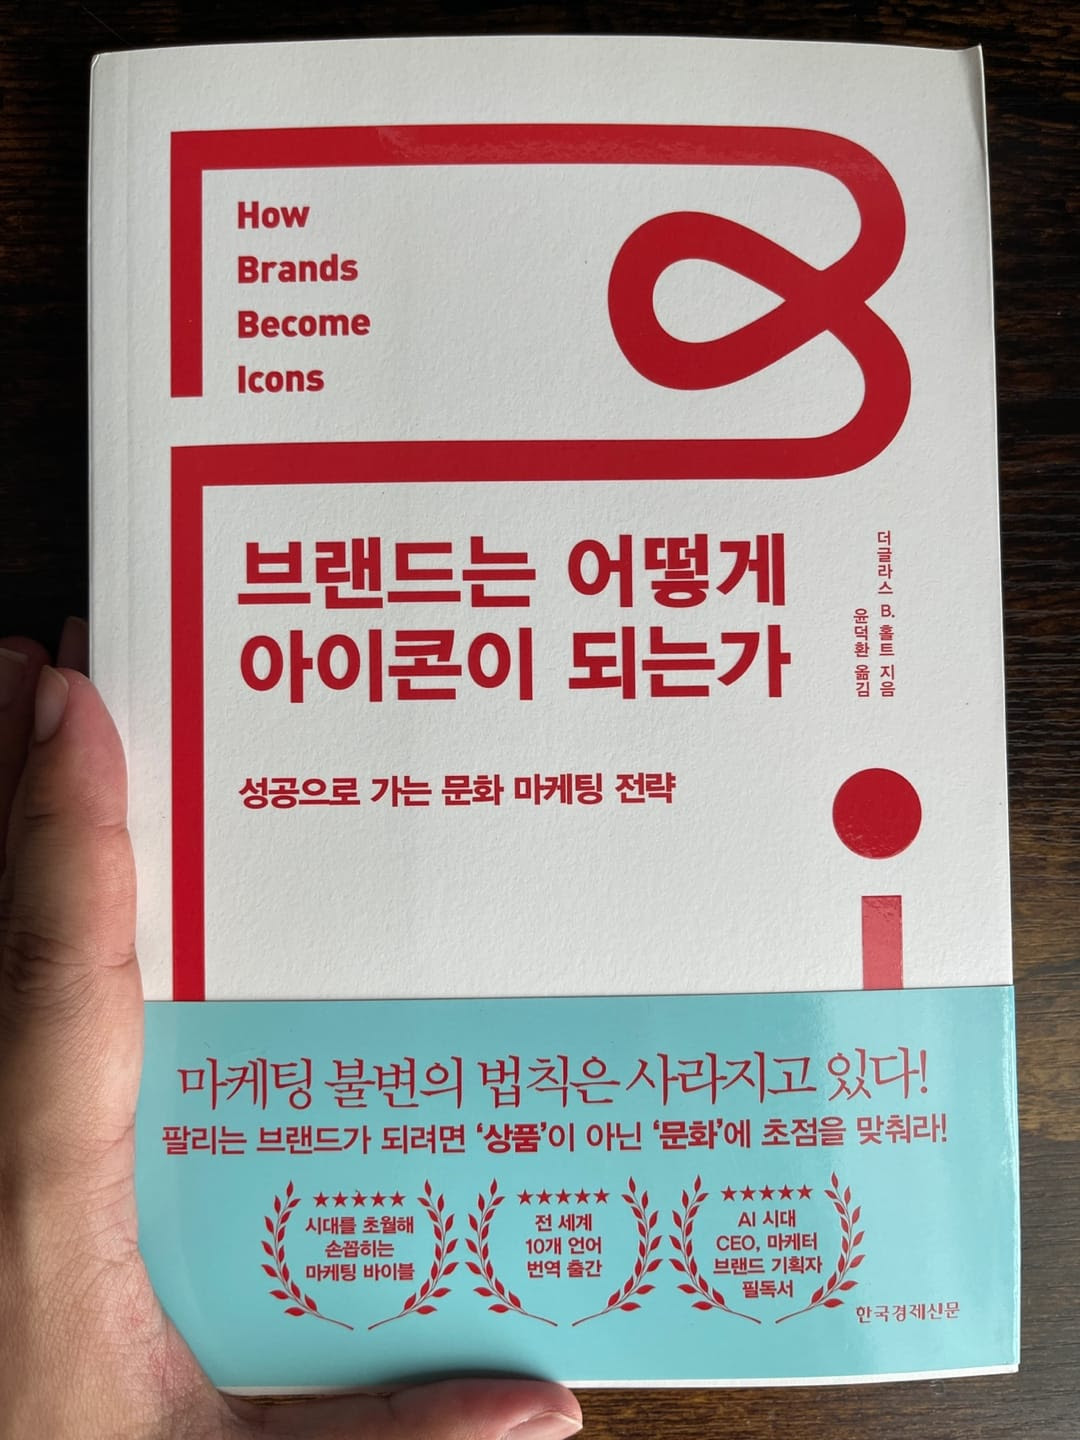 How
Brands
Become
Icons
브랜드는 어떻게
아이콘이 되는가
더글라스 B. 홀트 지음
윤덕환 옮김
성공으로 가는 문화 마케팅 전략
마케팅 불변의 법칙은 사라지고 있다!
팔리는 브랜드가 되려면 ‘상품’이 아닌 ‘문화’에 초점을 맞춰라!
★★★★★
시대를 초월해
손꼽히는
마케팅 바이블
★★★★★
전 세계
10개 언어
번역 출간
★★★★★
AI 시대
CEO, 마케터
브랜드 기획자
필독서
한국경제신문